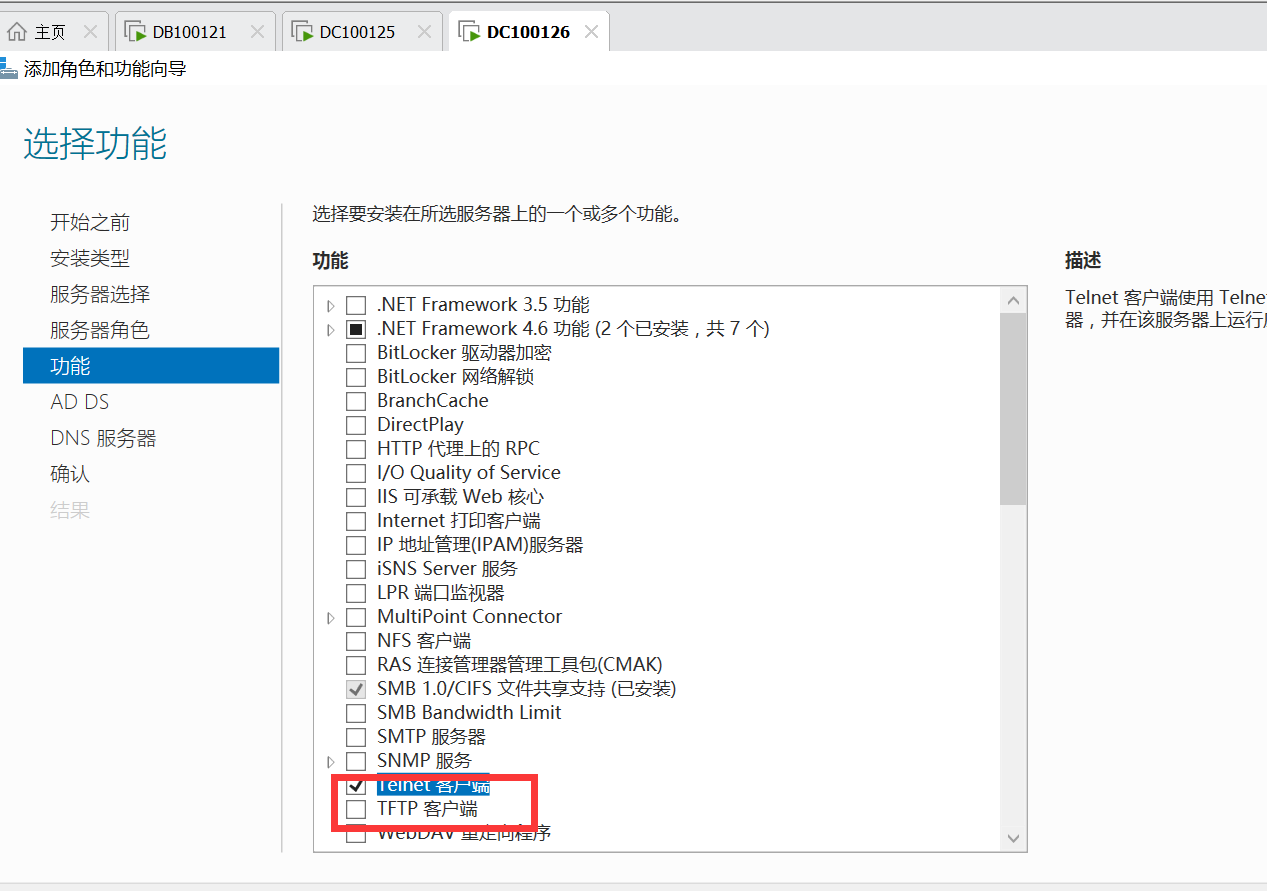 主页
DB100121
DC100125
DC100126
添加角色和功能向导
选择功能
开始之前
安装类型
服务器选择
服务器角色
功能
AD DS
DNS 服务器
确认
结果
选择要安装在所选服务器上的一个或多个功能。
功能
.NET Framework 3.5 功能
.NET Framework 4.6 功能 (2 个已安装，共 7 个)
BitLocker 驱动器加密
BitLocker 网络解锁
BranchCache
DirectPlay
HTTP 代理上的 RPC
I/O Quality of Service
IIS 可承载 Web 核心
Internet 打印客户端
IP 地址管理(IPAM)服务器
iSNS Server 服务
LPR 端口监视器
MultiPoint Connector
NFS 客户端
RAS 连接管理器管理工具包(CMAK)
SMB 1.0/CIFS 文件共享支持 (已安装)
SMB Bandwidth Limit
SMTP 服务器
SNMP 服务
Telnet 客户端
TFTP 客户端
WebDAV 重定向程序
描述
Telnet 客户端使用 Telne
器，并在该服务器上运行